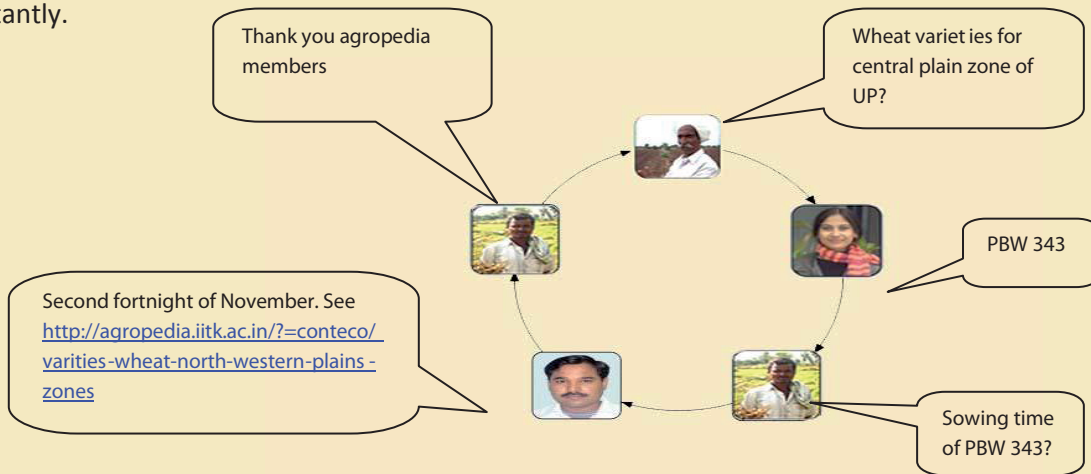 tantly.
Thank you agropedia
members
Wheat variet ies for
central plain zone of
UP?
PBW 343
Sowing time
of PBW 343?
Second fortnight of November. See
http://agropedia.iitk.ac.in/?=conteco/
varities-wheat-north-western-plains -
zones